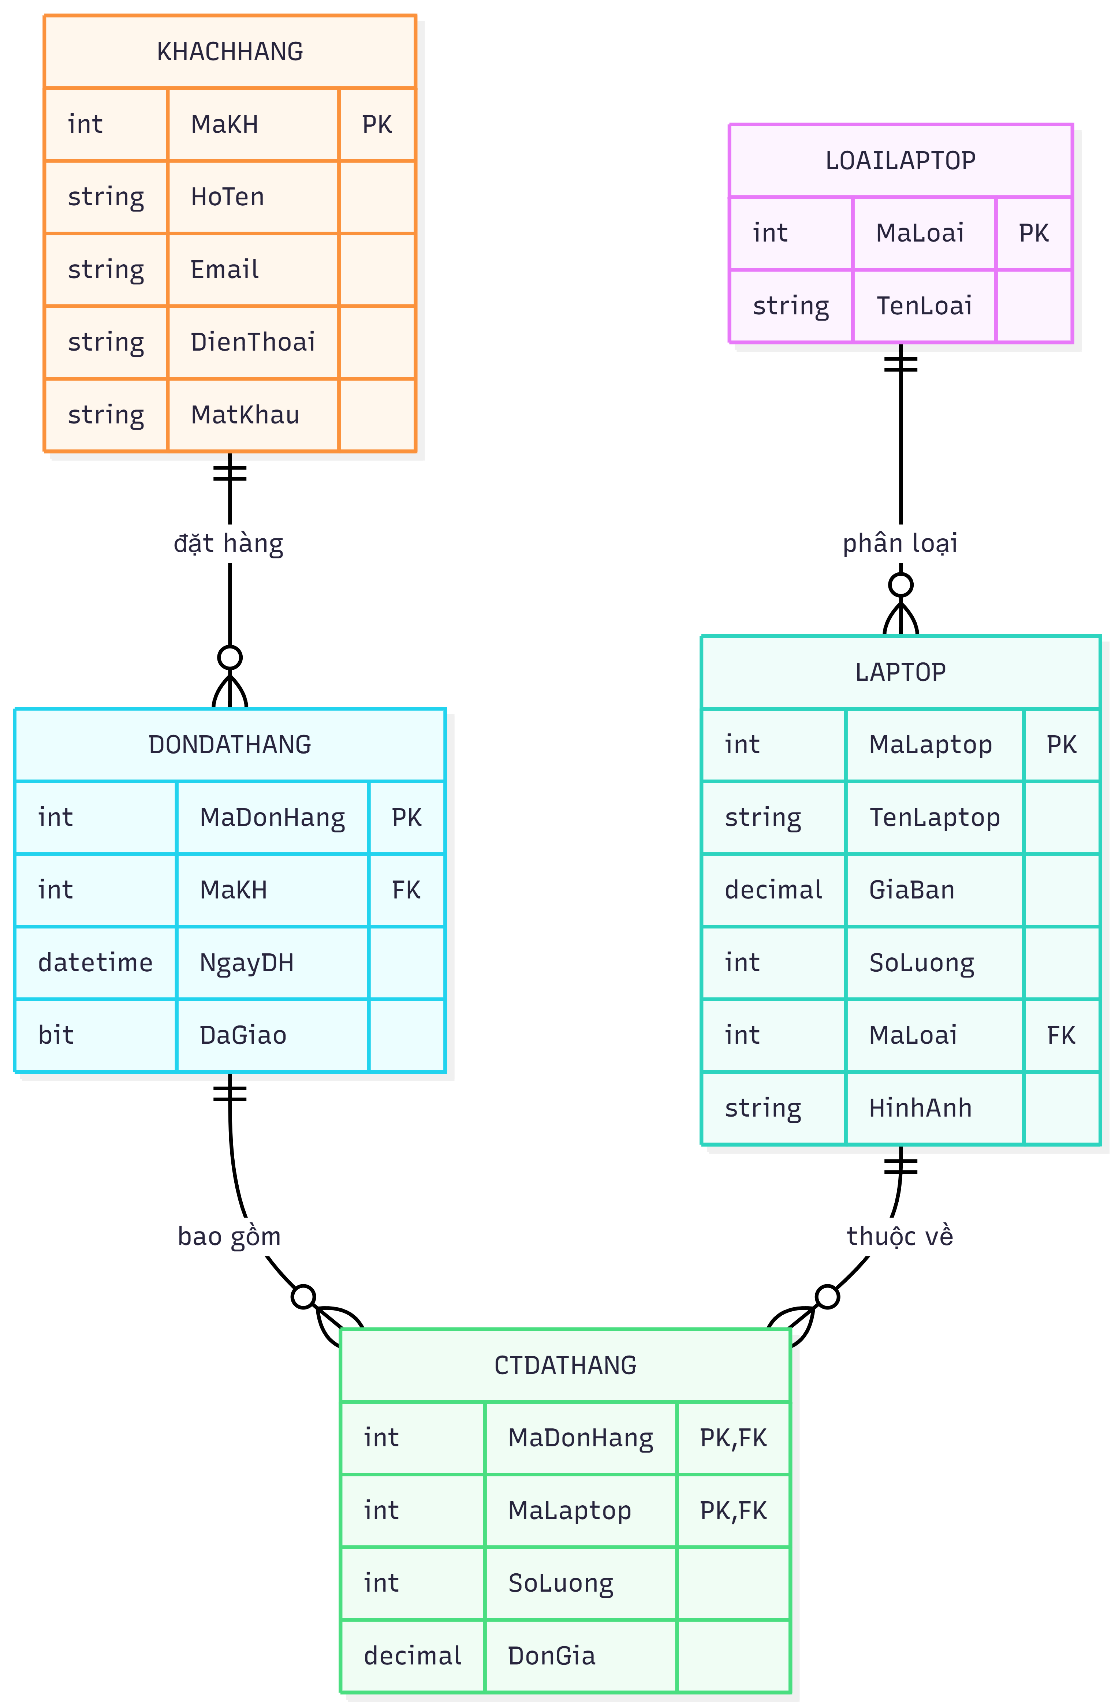 KHACHHANG
int MaKH PK
string HoTen
string Email
string DienThoai
string MatKhau
LOAILAPTOP
int MaLoai PK
string TenLoai
đặt hàng
phân loại
DONDATHANG
int MaDonHang PK
int MaKH FK
datetime NgayDH
bit DaGiao
LAPTOP
int MaLaptop PK
string TenLaptop
decimal GiaBan
int SoLuong
int MaLoai FK
string HinhAnh
bao gồm
thuộc về
CTDATHANG
int MaDonHang PK,FK
int MaLaptop PK,FK
int SoLuong
decimal DonGia